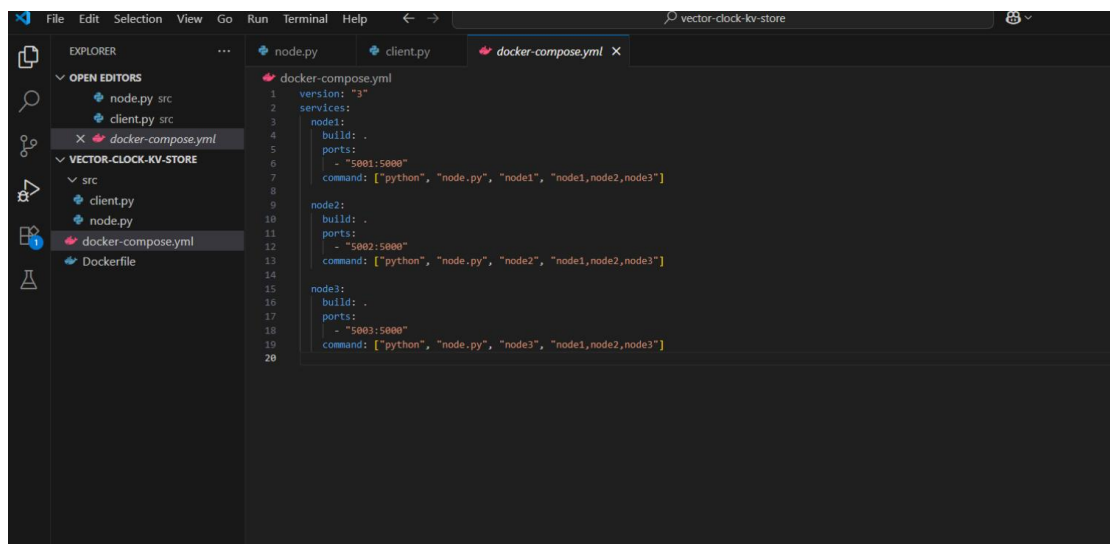 File Edit Selection View Go Run Terminal Help
vector-clock-kv-store
EXPLORER
OPEN EDITORS
node.py src
client.py src
docker-compose.yml
VECTOR-CLOCK-KV-STORE
src
client.py
node.py
docker-compose.yml
Dockerfile
1
node.py
client.py
docker-compose.yml
docker-compose.yml
1 version: "3"
2 services:
3   node1:
4     build: .
5     ports:
6       - "5001:5000"
7     command: ["python", "node.py", "node1", "node1,node2,node3"]
8
9   node2:
10     build: .
11     ports:
12       - "5002:5000"
13     command: ["python", "node.py", "node2", "node1,node2,node3"]
14
15   node3:
16     build: .
17     ports:
18       - "5003:5000"
19     command: ["python", "node.py", "node3", "node1,node2,node3"]
20